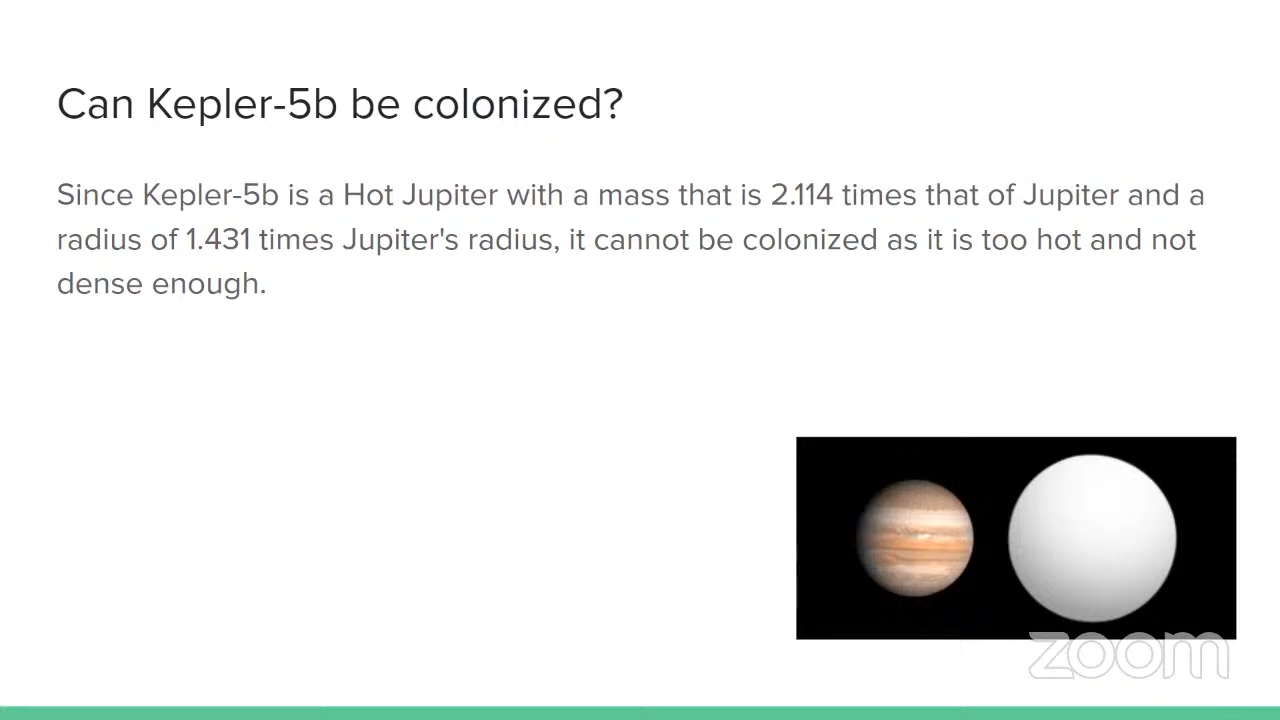 Can Kepler-5b be colonized?
Since Kepler-5b is a Hot Jupiter with a mass that is 2.114 times that of Jupiter and a
radius of 1.431 times Jupiter's radius, it cannot be colonized as it is too hot and not
dense enough.
zoom